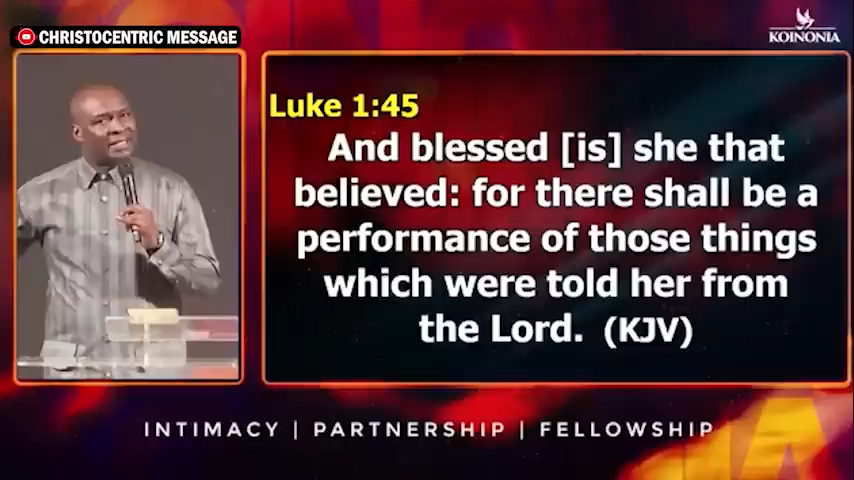 CHRISTOCENTRIC MESSAGE
KOINONIA
Luke 1:45
And blessed [is] she that
believed: for there shall be a
performance of those things
which were told her from
the Lord. (KJV)
INTIMACY | PARTNERSHIP | FELLOWSHIP